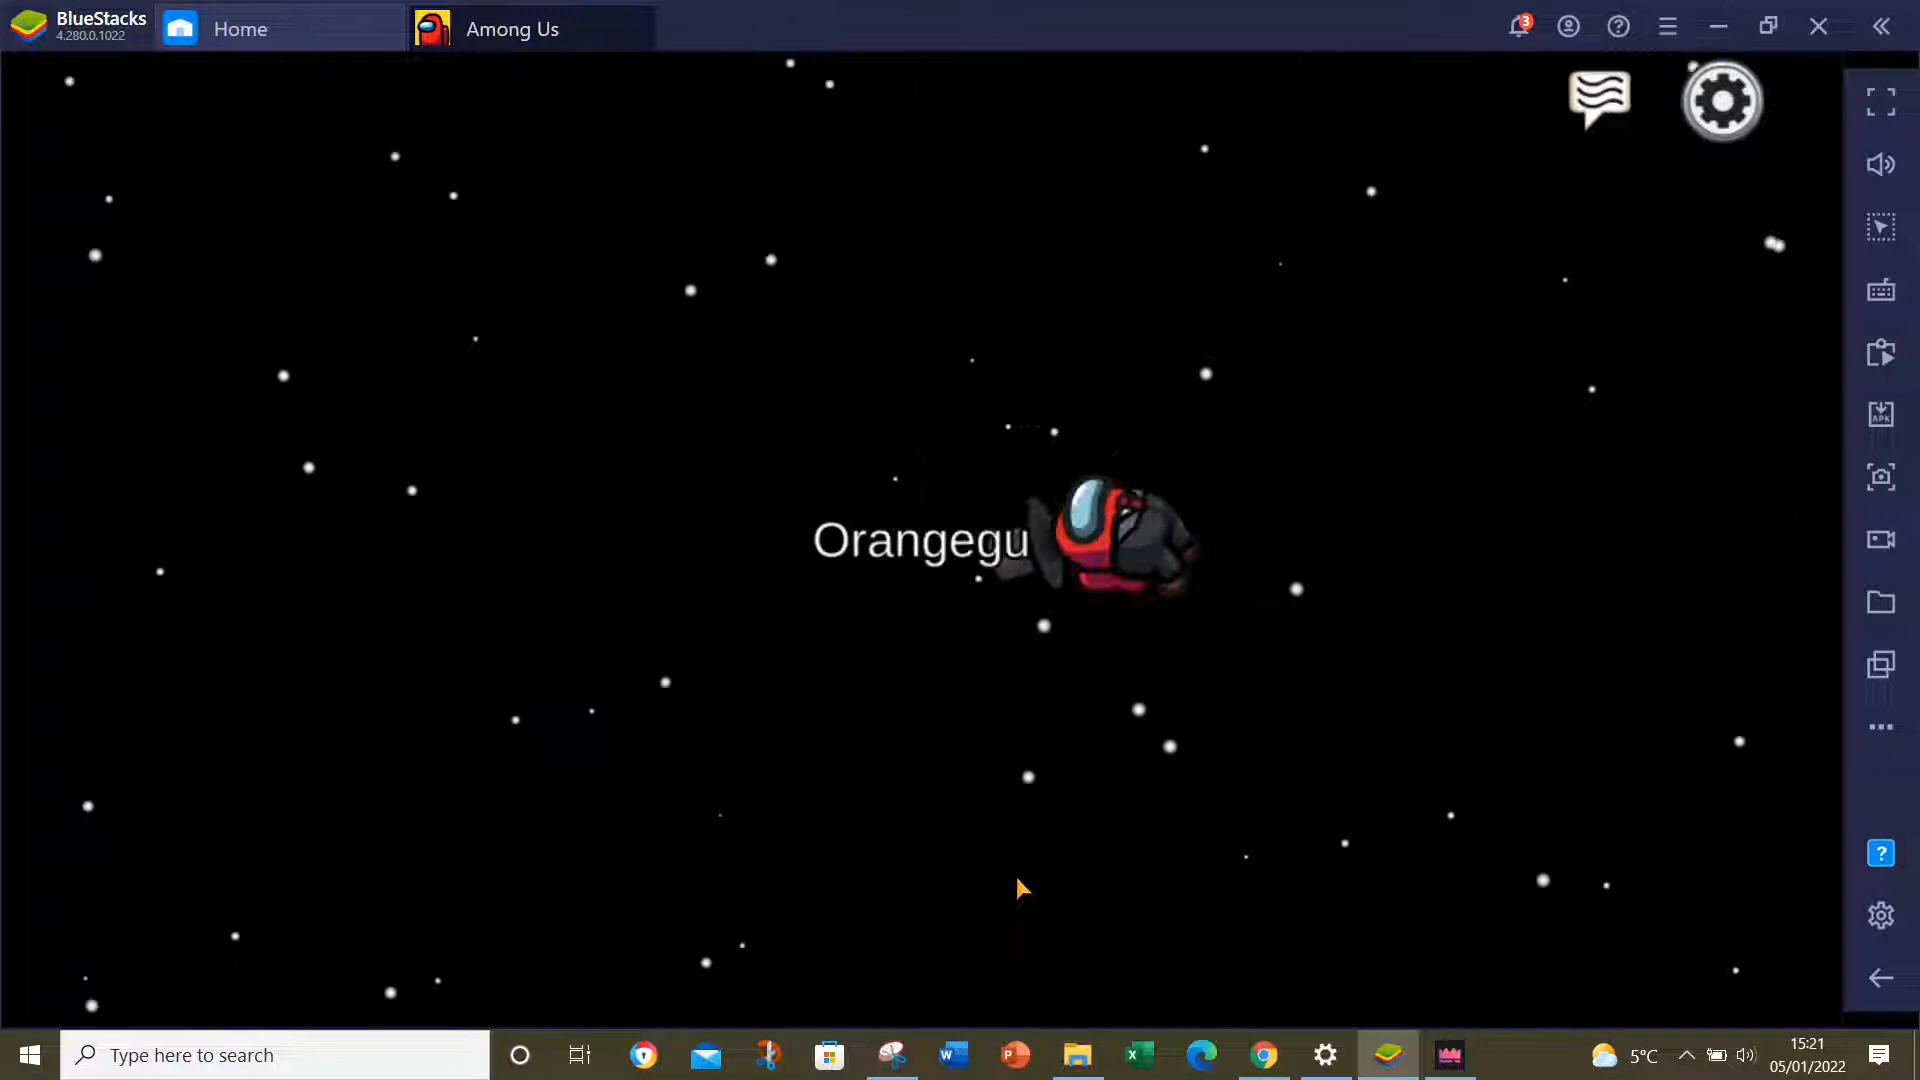 BlueStacks
4.280.0.1022
Home
Among Us
3
APK
Orangegu
?
Type here to search
5°C
15:21
05/01/2022